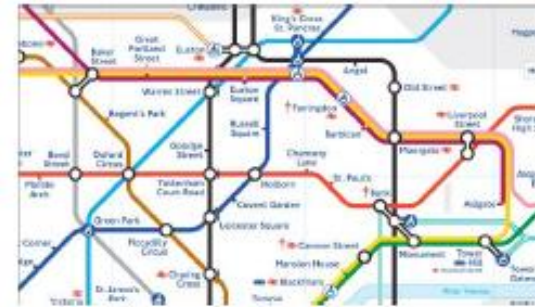 King's Cross
St. Pancras
Great
Portland
Street
Baker
Street
Euston
Angel
Old Street
Warren Street
Euston
Square
Farringdon
Liverpool
Street
Regent's Park
Russell
Square
Barbican
Moorgate
Bond
Street
Oxford
Circus
Goodge
Street
Chancery
Lane
Marble
Arch
Tottenham
Court Road
Holborn
St. Paul's
Bank
Aldgate
Covent Garden
Leicester Square
Green Park
Piccadilly
Circus
Cannon Street
Monument
Tower
Hill
Mansion House
Charing
Cross
Blackfriars
St. James's
Park
Victoria
Temple